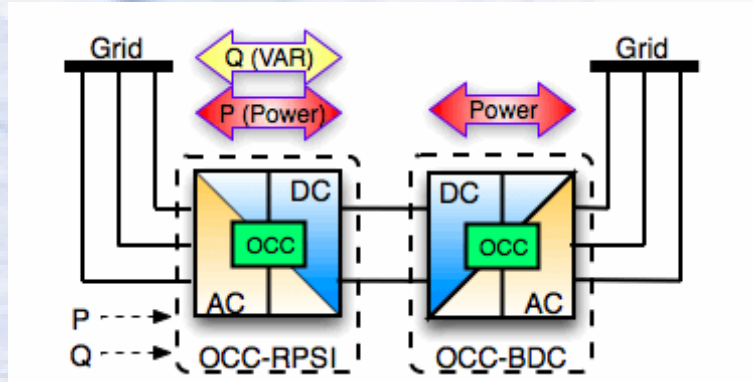 Grid
Q (VAR)
P (Power)
Power
Grid
DC
OCC
AC
DC
OCC
AC
P
Q
OCC-RPSI
OCC-BDC